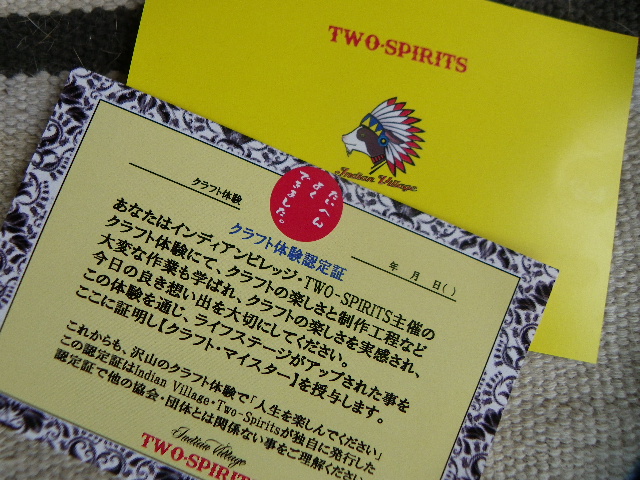 TWO-SPIRITS
Indian Village
クラフト体験
たいへん
よく
できました。
クラフト体験認定証
年 月 日( )
あなたはインディアンビレッジ・TWO-SPIRITS主催の
クラフト体験にて、クラフトの楽しさと制作工程など
大変な作業も学ばれ、クラフトの楽しさを実感され、
今日の良き想い出を大切にしてください。
この体験を通じ、ライフステージがアップされた事を
ここに証明し【クラフト・マイスター】を授与します。
これからも、沢山のクラフト体験で「人生を楽しんでください」
この認定証はIndian Village・Two-Spiritsが独自に発行した
認定証で他の協会・団体とは関係ない事をご理解ください
Indian Village
TWO-SPIRITS